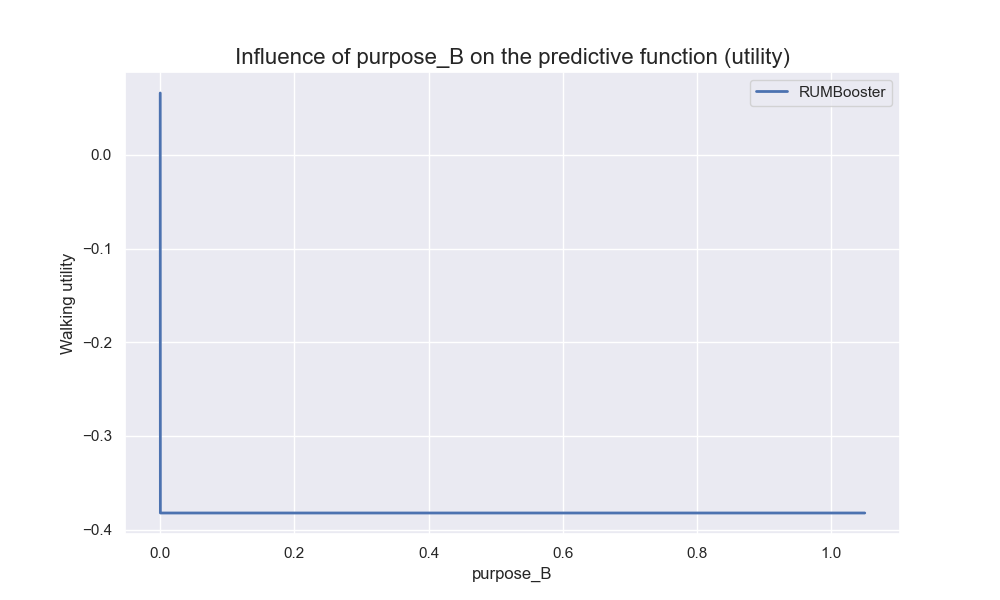 Influence of purpose_B on the predictive function (utility)
RUMBooster
0.0
−0.1
−0.2
−0.3
−0.4
Walking utility
0.0 0.2 0.4 0.6 0.8 1.0
purpose_B